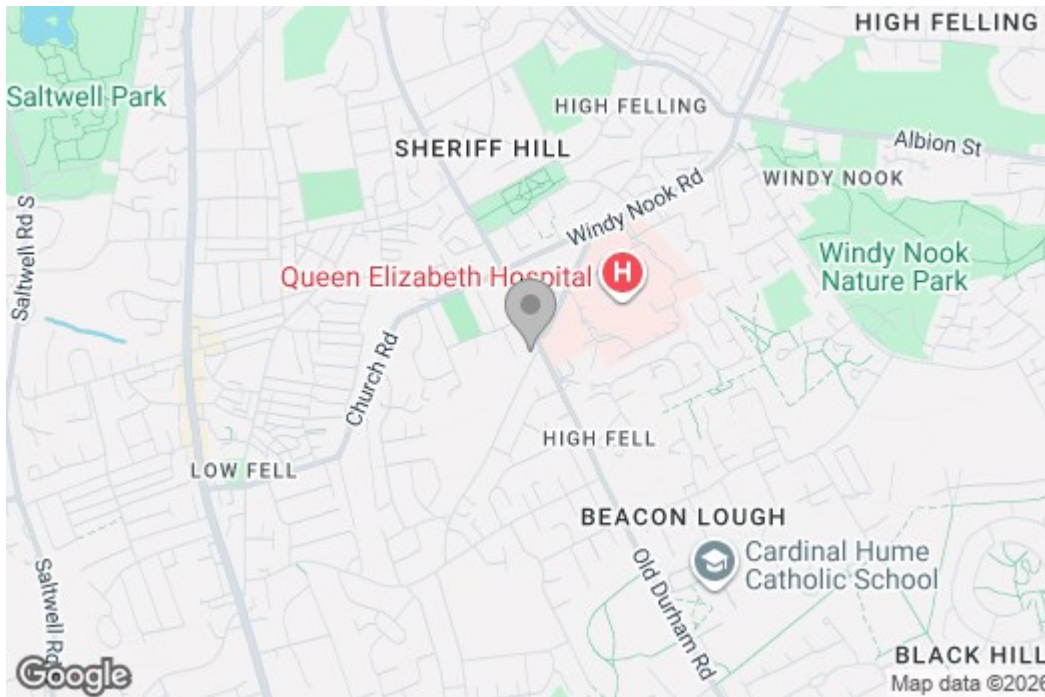 HIGH FELLING
Saltwell Park
HIGH FELLING
Albion St
SHERIFF HILL
WINDY NOOK
Windy Nook Rd
Saltwell Rd S
Windy Nook
Nature Park
Queen Elizabeth Hospital
H
Church Rd
HIGH FELL
LOW FELL
BEACON LOUGH
Cardinal Hume
Catholic School
Old Durham Rd
Saltwell Rd
BLACK HILL
Google
Map data ©2026